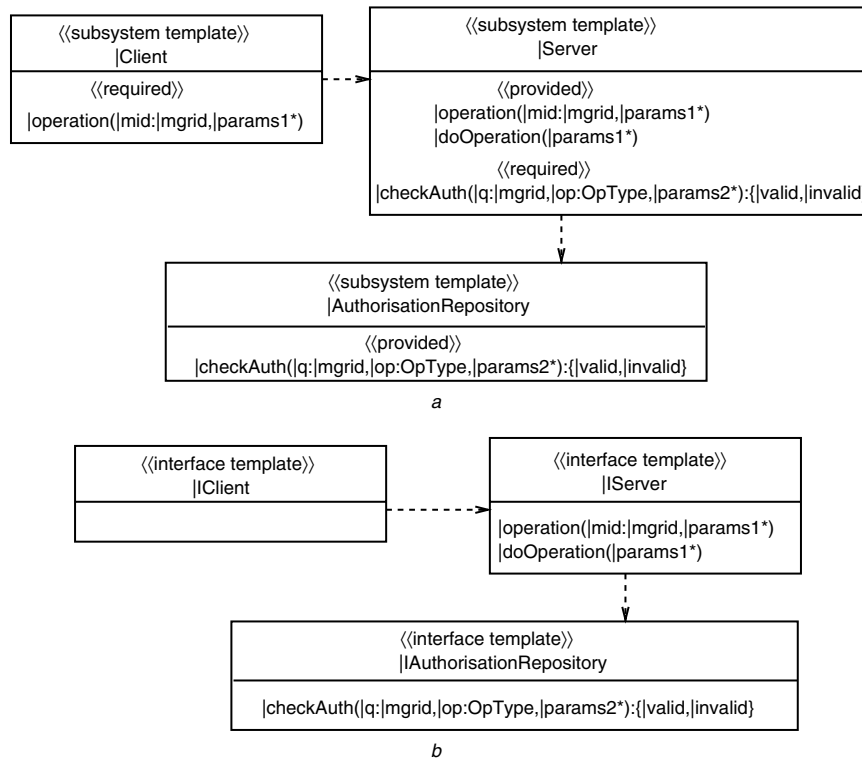 ⟨⟨subsystem template⟩⟩
|Client
⟨⟨required⟩⟩
|operation(|mid:|mgrid,|params1*)
⟨⟨subsystem template⟩⟩
|Server
⟨⟨provided⟩⟩
|operation(|mid:|mgrid,|params1*)
|doOperation(|params1*)
⟨⟨required⟩⟩
|checkAuth(|q:|mgrid,|op:OpType,|params2*):{|valid,|invalid
⟨⟨subsystem template⟩⟩
|AuthorisationRepository
⟨⟨provided⟩⟩
|checkAuth(|q:|mgrid,|op:OpType,|params2*):{|valid,|invalid}
a
⟨⟨interface template⟩⟩
|IClient
⟨⟨interface template⟩⟩
|IServer
|operation(|mid:|mgrid,|params1*)
|doOperation(|params1*)
⟨⟨interface template⟩⟩
|IAuthorisationRepository
|checkAuth(|q:|mgrid,|op:OpType,|params2*):{|valid,|invalid}
b